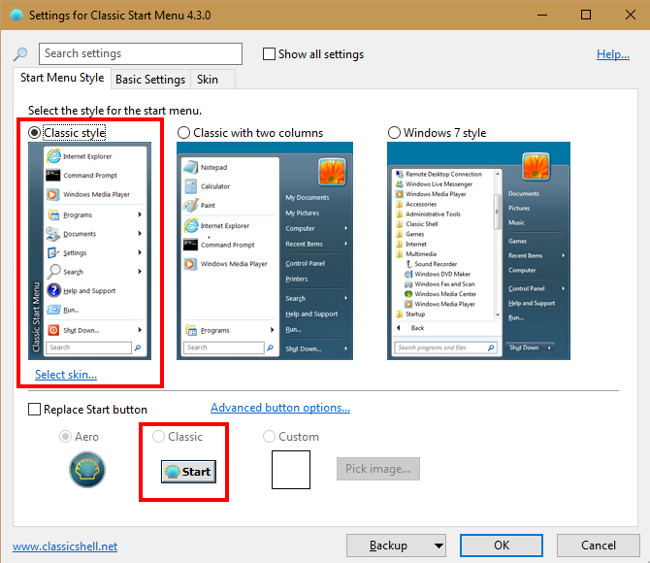 Settings for Classic Start Menu 4.3.0
Search settings
Show all settings
Help...
Start Menu Style
Basic Settings
Skin
Select the style for the start menu.
Classic style
Internet Explorer
Command Prompt
Windows Media Player
Programs
Documents
Settings
Search
Help and Support
Run...
Shut Down...
Search
Classic Start Menu
Select skin...
Classic with two columns
Notepad
Calculator
Paint
Internet Explorer
Command Prompt
Windows Media Player
Programs
Search
My Documents
My Pictures
Computer
Recent Items
Control Panel
Printers
Search
Help and Support
Run...
Shut Down...
Windows 7 style
Remote Desktop Connection
Windows Live Messenger
Windows Media Player
Accessories
Administrative Tools
Classic Shell
Games
Internet
Multimedia
Sound Recorder
Windows DVD Maker
Windows Fax and Scan
Windows Media Center
Windows Media Player
Startup
Back
Search programs and files
Documents
Pictures
Music
Games
Recent Items
Computer
Control Panel
Help and Support
Run...
Shut Down
Replace Start button
Advanced button options...
Aero
Classic
Custom
Start
Pick image...
www.classicshell.net
Backup
OK
Cancel